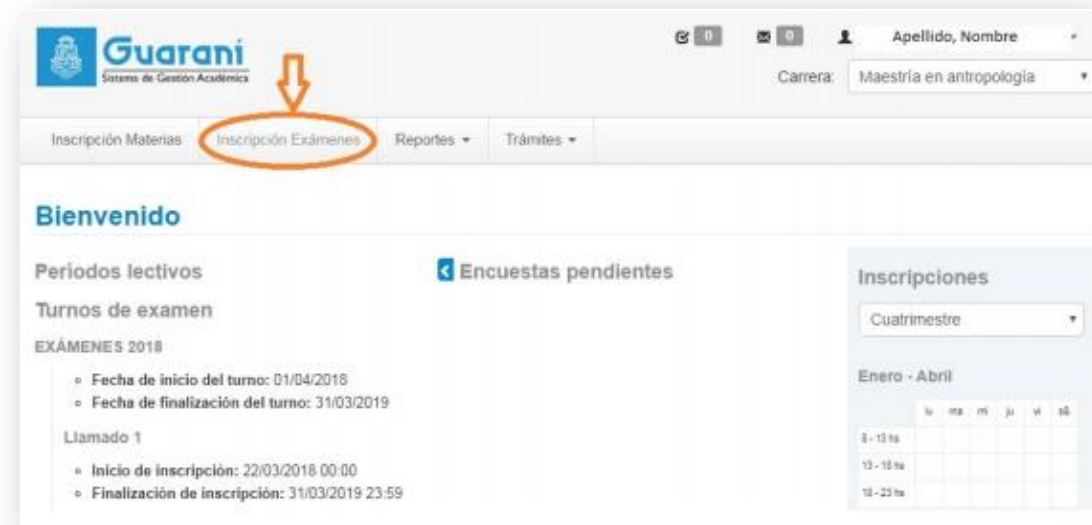 Guaraní
Sistema de Gestión Académica
0
0
Apellido, Nombre
Carrera:
Maestría en antropología
Inscripción Materias
Inscripción Exámenes
Reportes
Trámites
Bienvenido
Períodos lectivos
Turnos de examen
EXÁMENES 2018
Fecha de inicio del turno: 01/04/2018
Fecha de finalización del turno: 31/03/2019
Llamado 1
Inicio de inscripción: 22/03/2018 00:00
Finalización de inscripción: 31/03/2019 23:59
Encuestas pendientes
Inscripciones
Cuatrimestre
Enero - Abril
lu ma mi ju vi sá
13 - 18 hs
18 - 23 hs